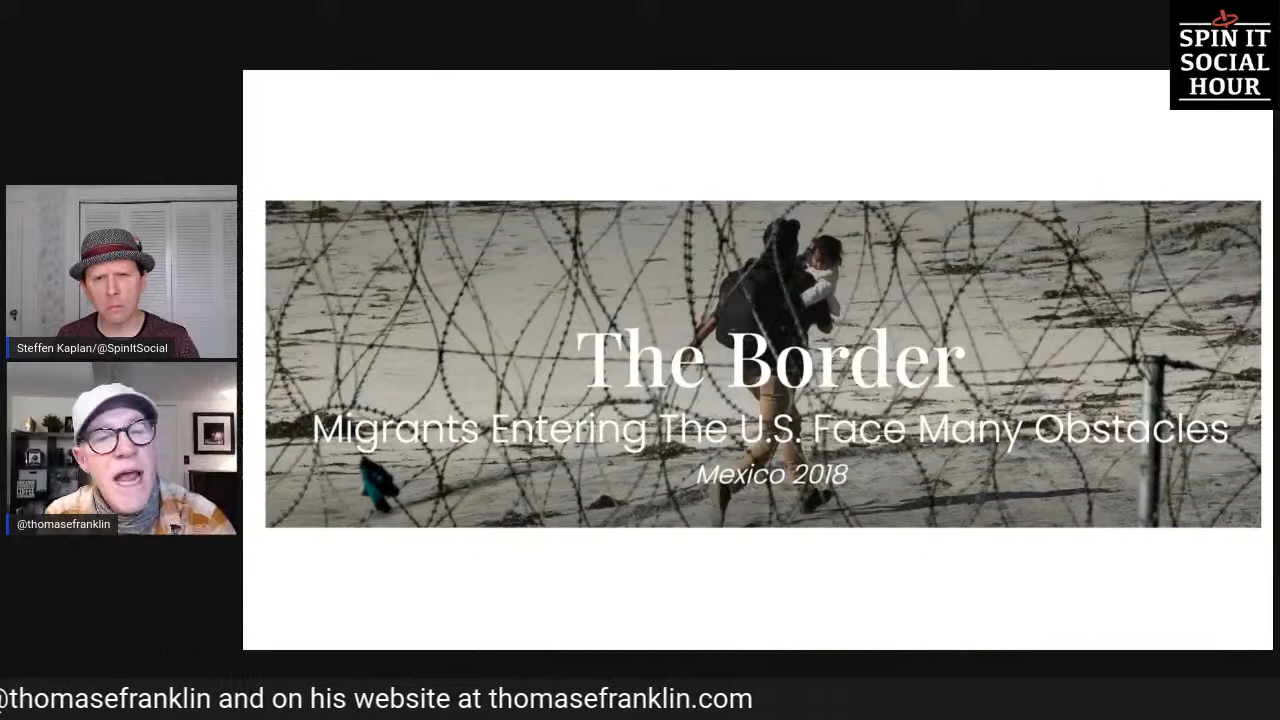 SPIN IT
SOCIAL
HOUR
The Border
Migrants Entering The U.S. Face Many Obstacles
Mexico 2018
Steffen Kaplan/@SpinItSocial
@thomasefranklin
@thomasefranklin and on his website at thomasefranklin.com